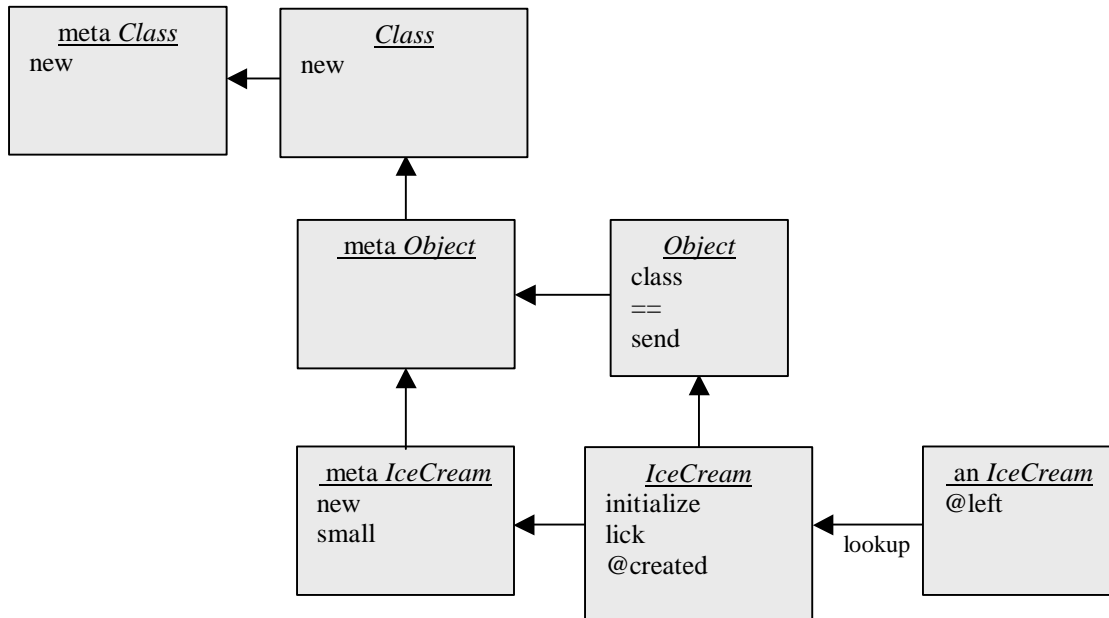 meta Class
new
Class
new
meta Object
Object
class
==
send
meta IceCream
new
small
IceCream
initialize
lick
@created
lookup
an IceCream
@left